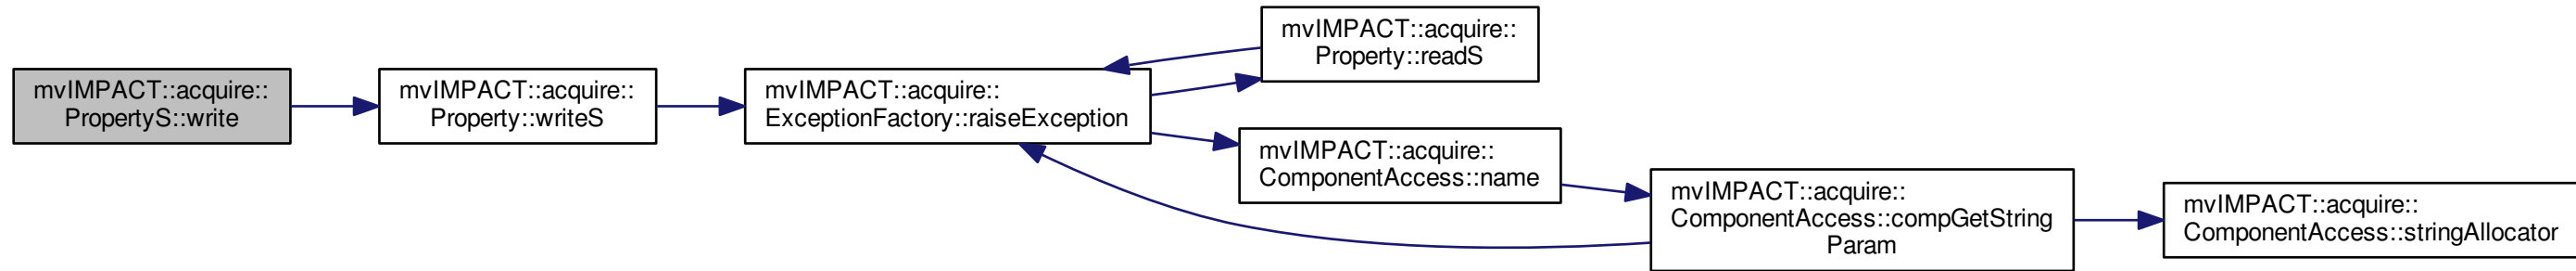 mvIMPACT::acquire::
PropertyS::write
mvIMPACT::acquire::
Property::writeS
mvIMPACT::acquire::
ExceptionFactory::raiseException
mvIMPACT::acquire::
Property::readS
mvIMPACT::acquire::
ComponentAccess::name
mvIMPACT::acquire::
ComponentAccess::compGetString
Param
mvIMPACT::acquire::
ComponentAccess::stringAllocator